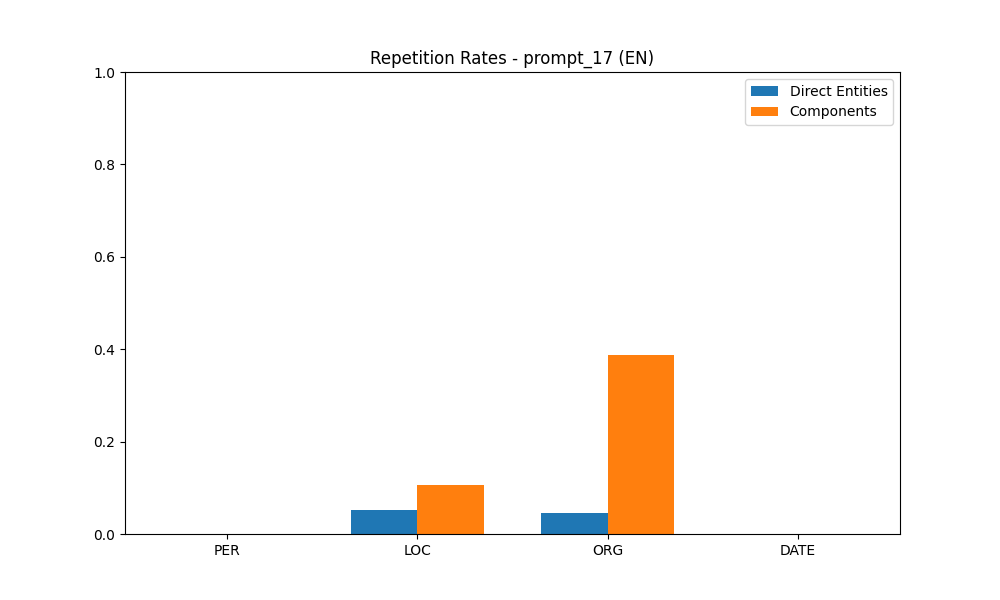 Repetition Rates - prompt_17 (EN)
1.0
0.8
0.6
0.4
0.2
0.0
Direct Entities
Components
PER LOC ORG DATE